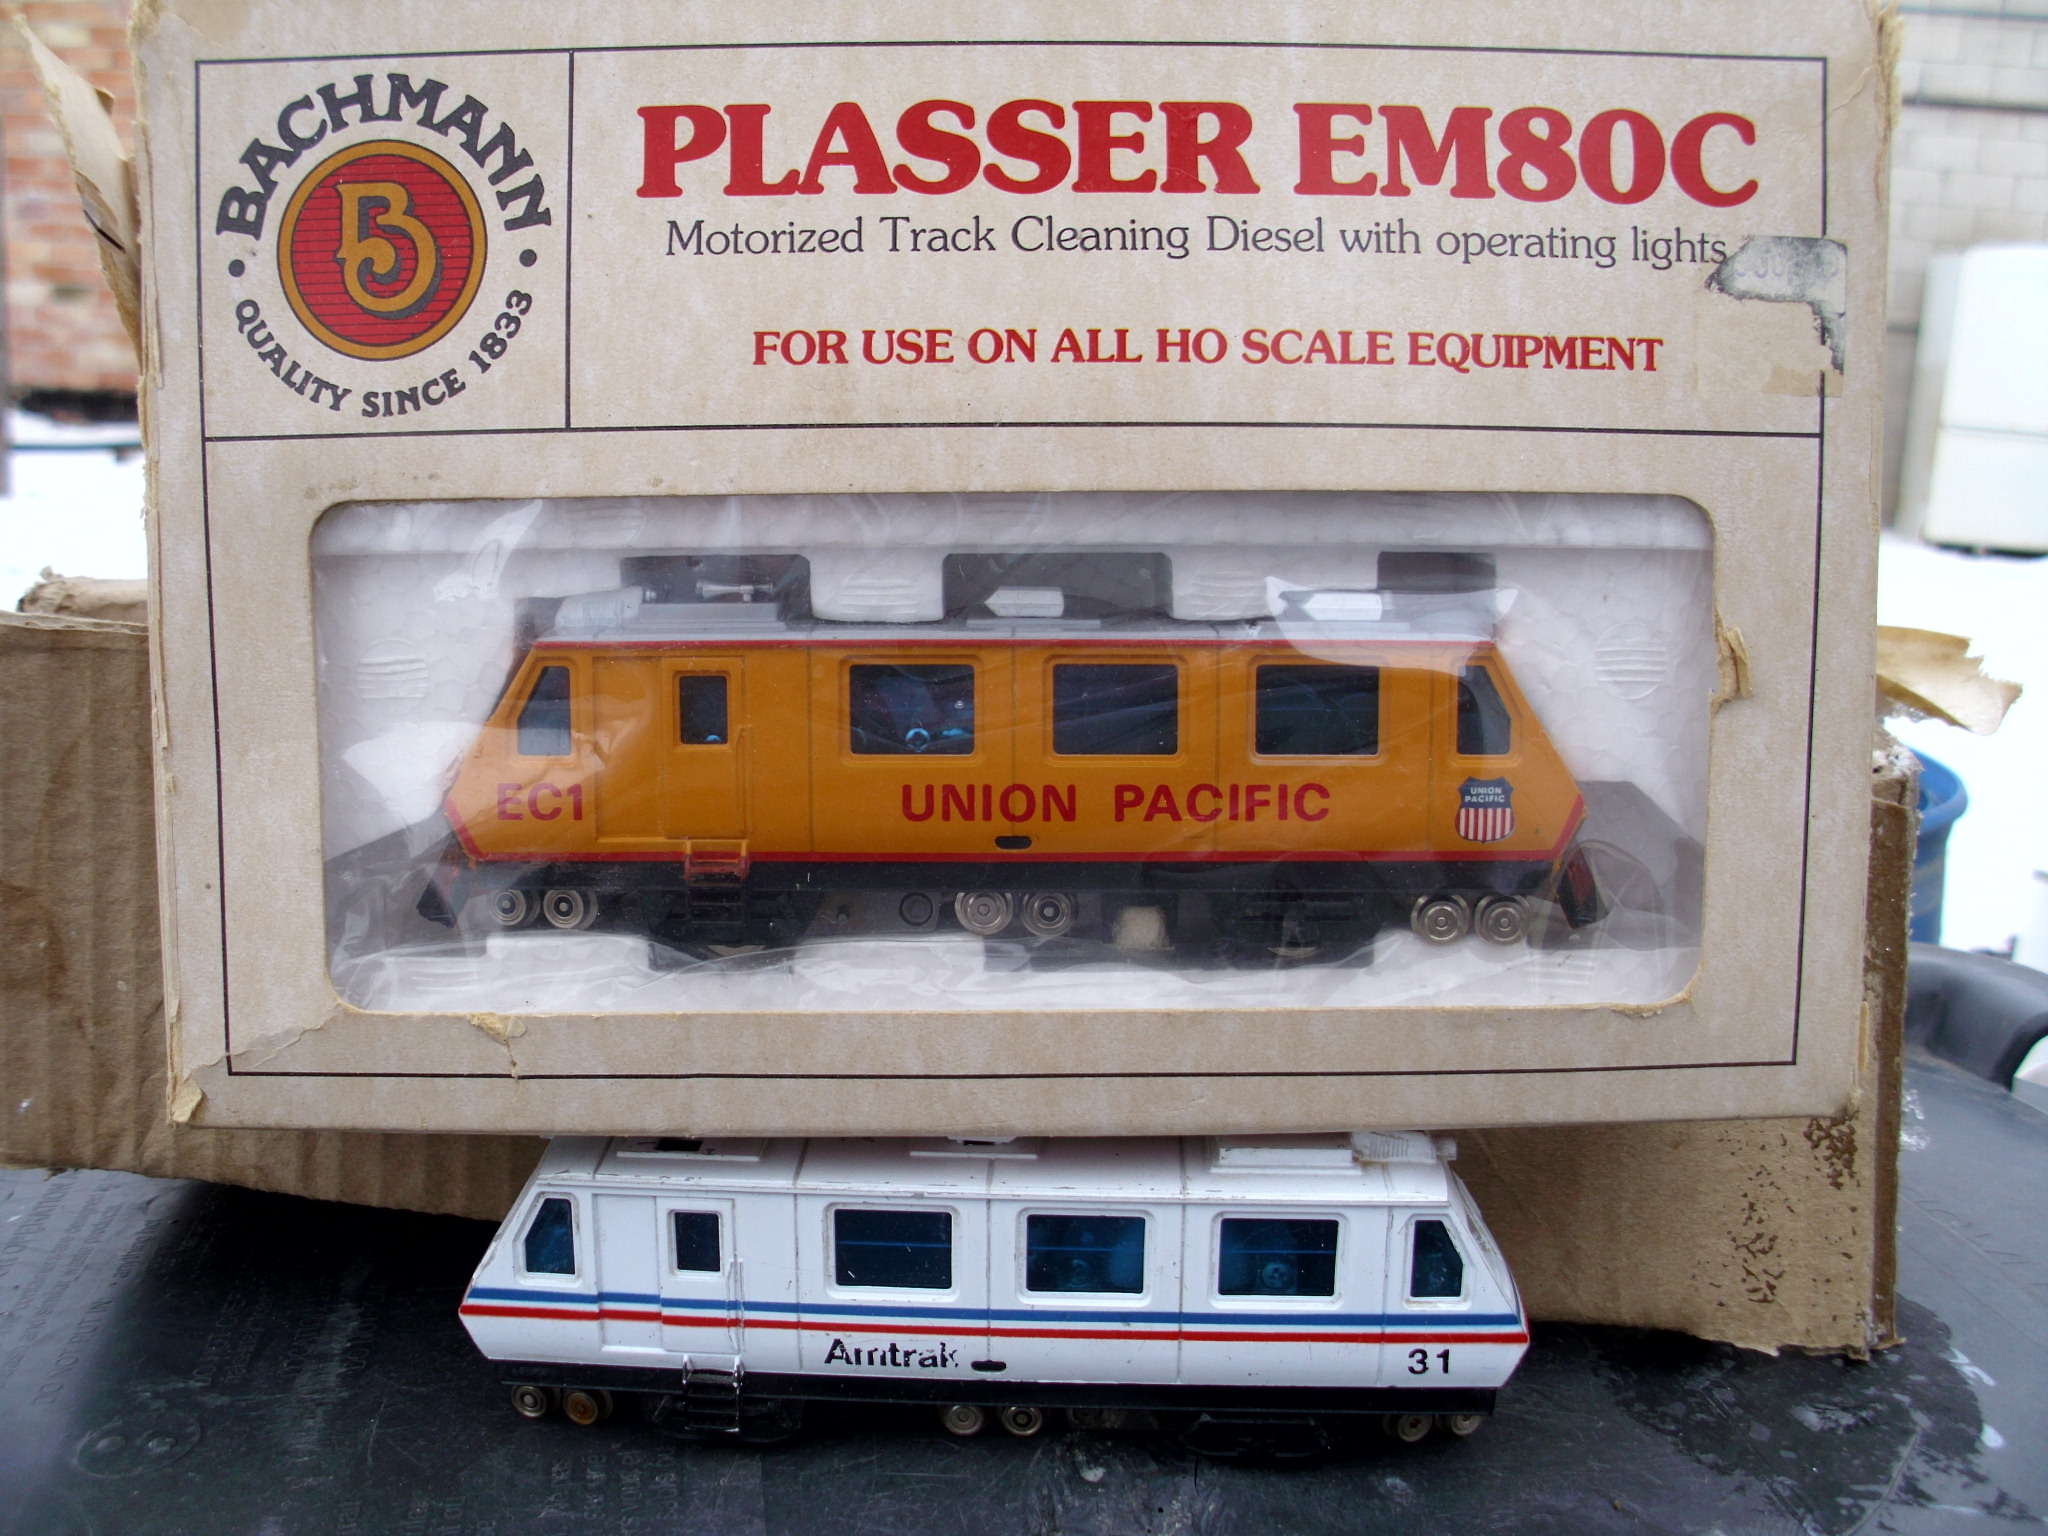 BACHMANN
B
• QUALITY SINCE 1833 •
PLASSER EM80C
Motorized Track Cleaning Diesel with operating lights
FOR USE ON ALL HO SCALE EQUIPMENT
EC1
UNION PACIFIC
UNION
PACIFIC
Amtrak
31